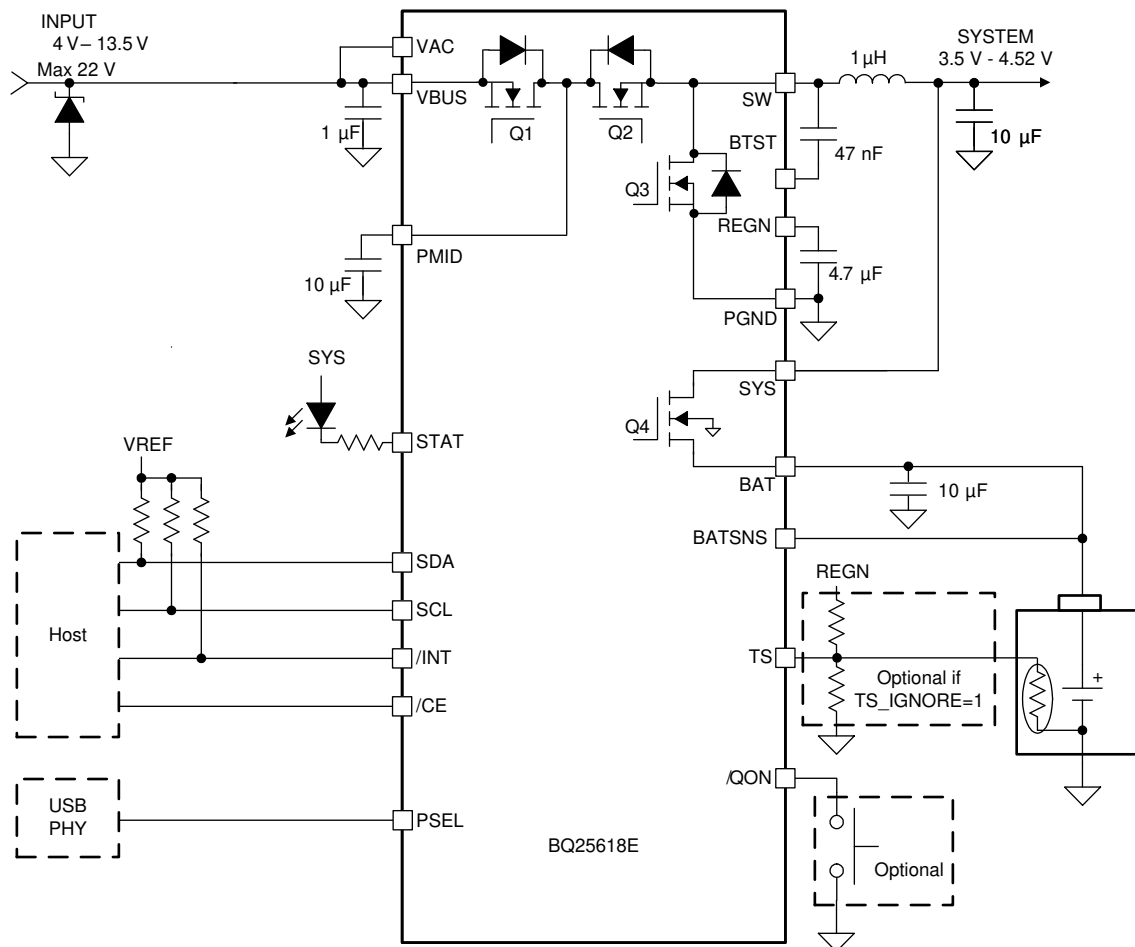 INPUT
4 V – 13.5 V
Max 22 V
VAC
VBUS
1 µF
Q1
Q2
SW
1 µH
SYSTEM
3.5 V - 4.52 V
10 µF
BTST
47 nF
Q3
REGN
4.7 µF
PGND
PMID
10 µF
SYS
STAT
SYS
Q4
BAT
10 µF
BATSNS
VREF
Host
SDA
SCL
/INT
/CE
REGN
TS
Optional if
TS_IGNORE=1
+
/QON
Optional
USB
PHY
PSEL
BQ25618E